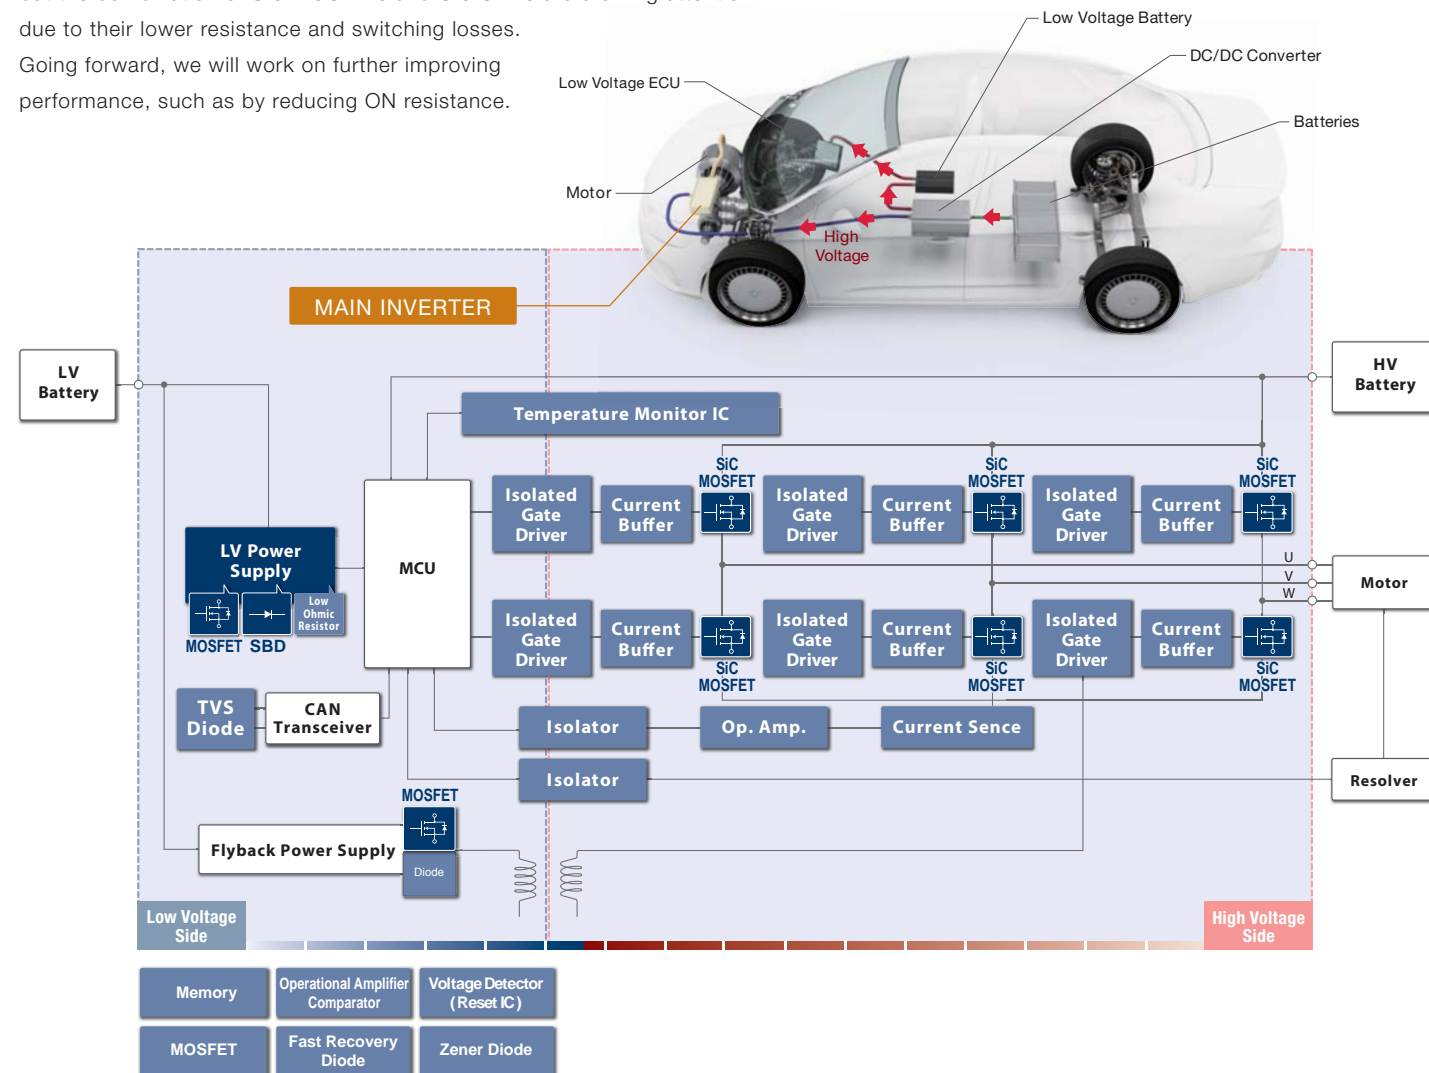 due to their lower resistance and switching losses.
Going forward, we will work on further improving
performance, such as by reducing ON resistance.
Low Voltage Battery
DC/DC Converter
Low Voltage ECU
Batteries
Motor
High
Voltage
MAIN INVERTER
LV
Battery
HV
Battery
Temperature Monitor IC
SiC
MOSFET
SiC
MOSFET
SiC
MOSFET
Isolated
Gate
Driver
Current
Buffer
Isolated
Gate
Driver
Current
Buffer
Isolated
Gate
Driver
Current
Buffer
LV Power
Supply
MCU
U
V
W
Motor
Low
Ohmic
Resistor
MOSFET
SBD
Isolated
Gate
Driver
Current
Buffer
Isolated
Gate
Driver
Current
Buffer
Isolated
Gate
Driver
Current
Buffer
SiC
MOSFET
SiC
MOSFET
SiC
MOSFET
TVS
Diode
CAN
Transceiver
Isolator
Op. Amp.
Current Sence
Isolator
Resolver
MOSFET
Flyback Power Supply
Diode
Low Voltage
Side
High Voltage
Side
Memory
Operational Amplifier
Comparator
Voltage Detector
(Reset IC)
MOSFET
Fast Recovery
Diode
Zener Diode